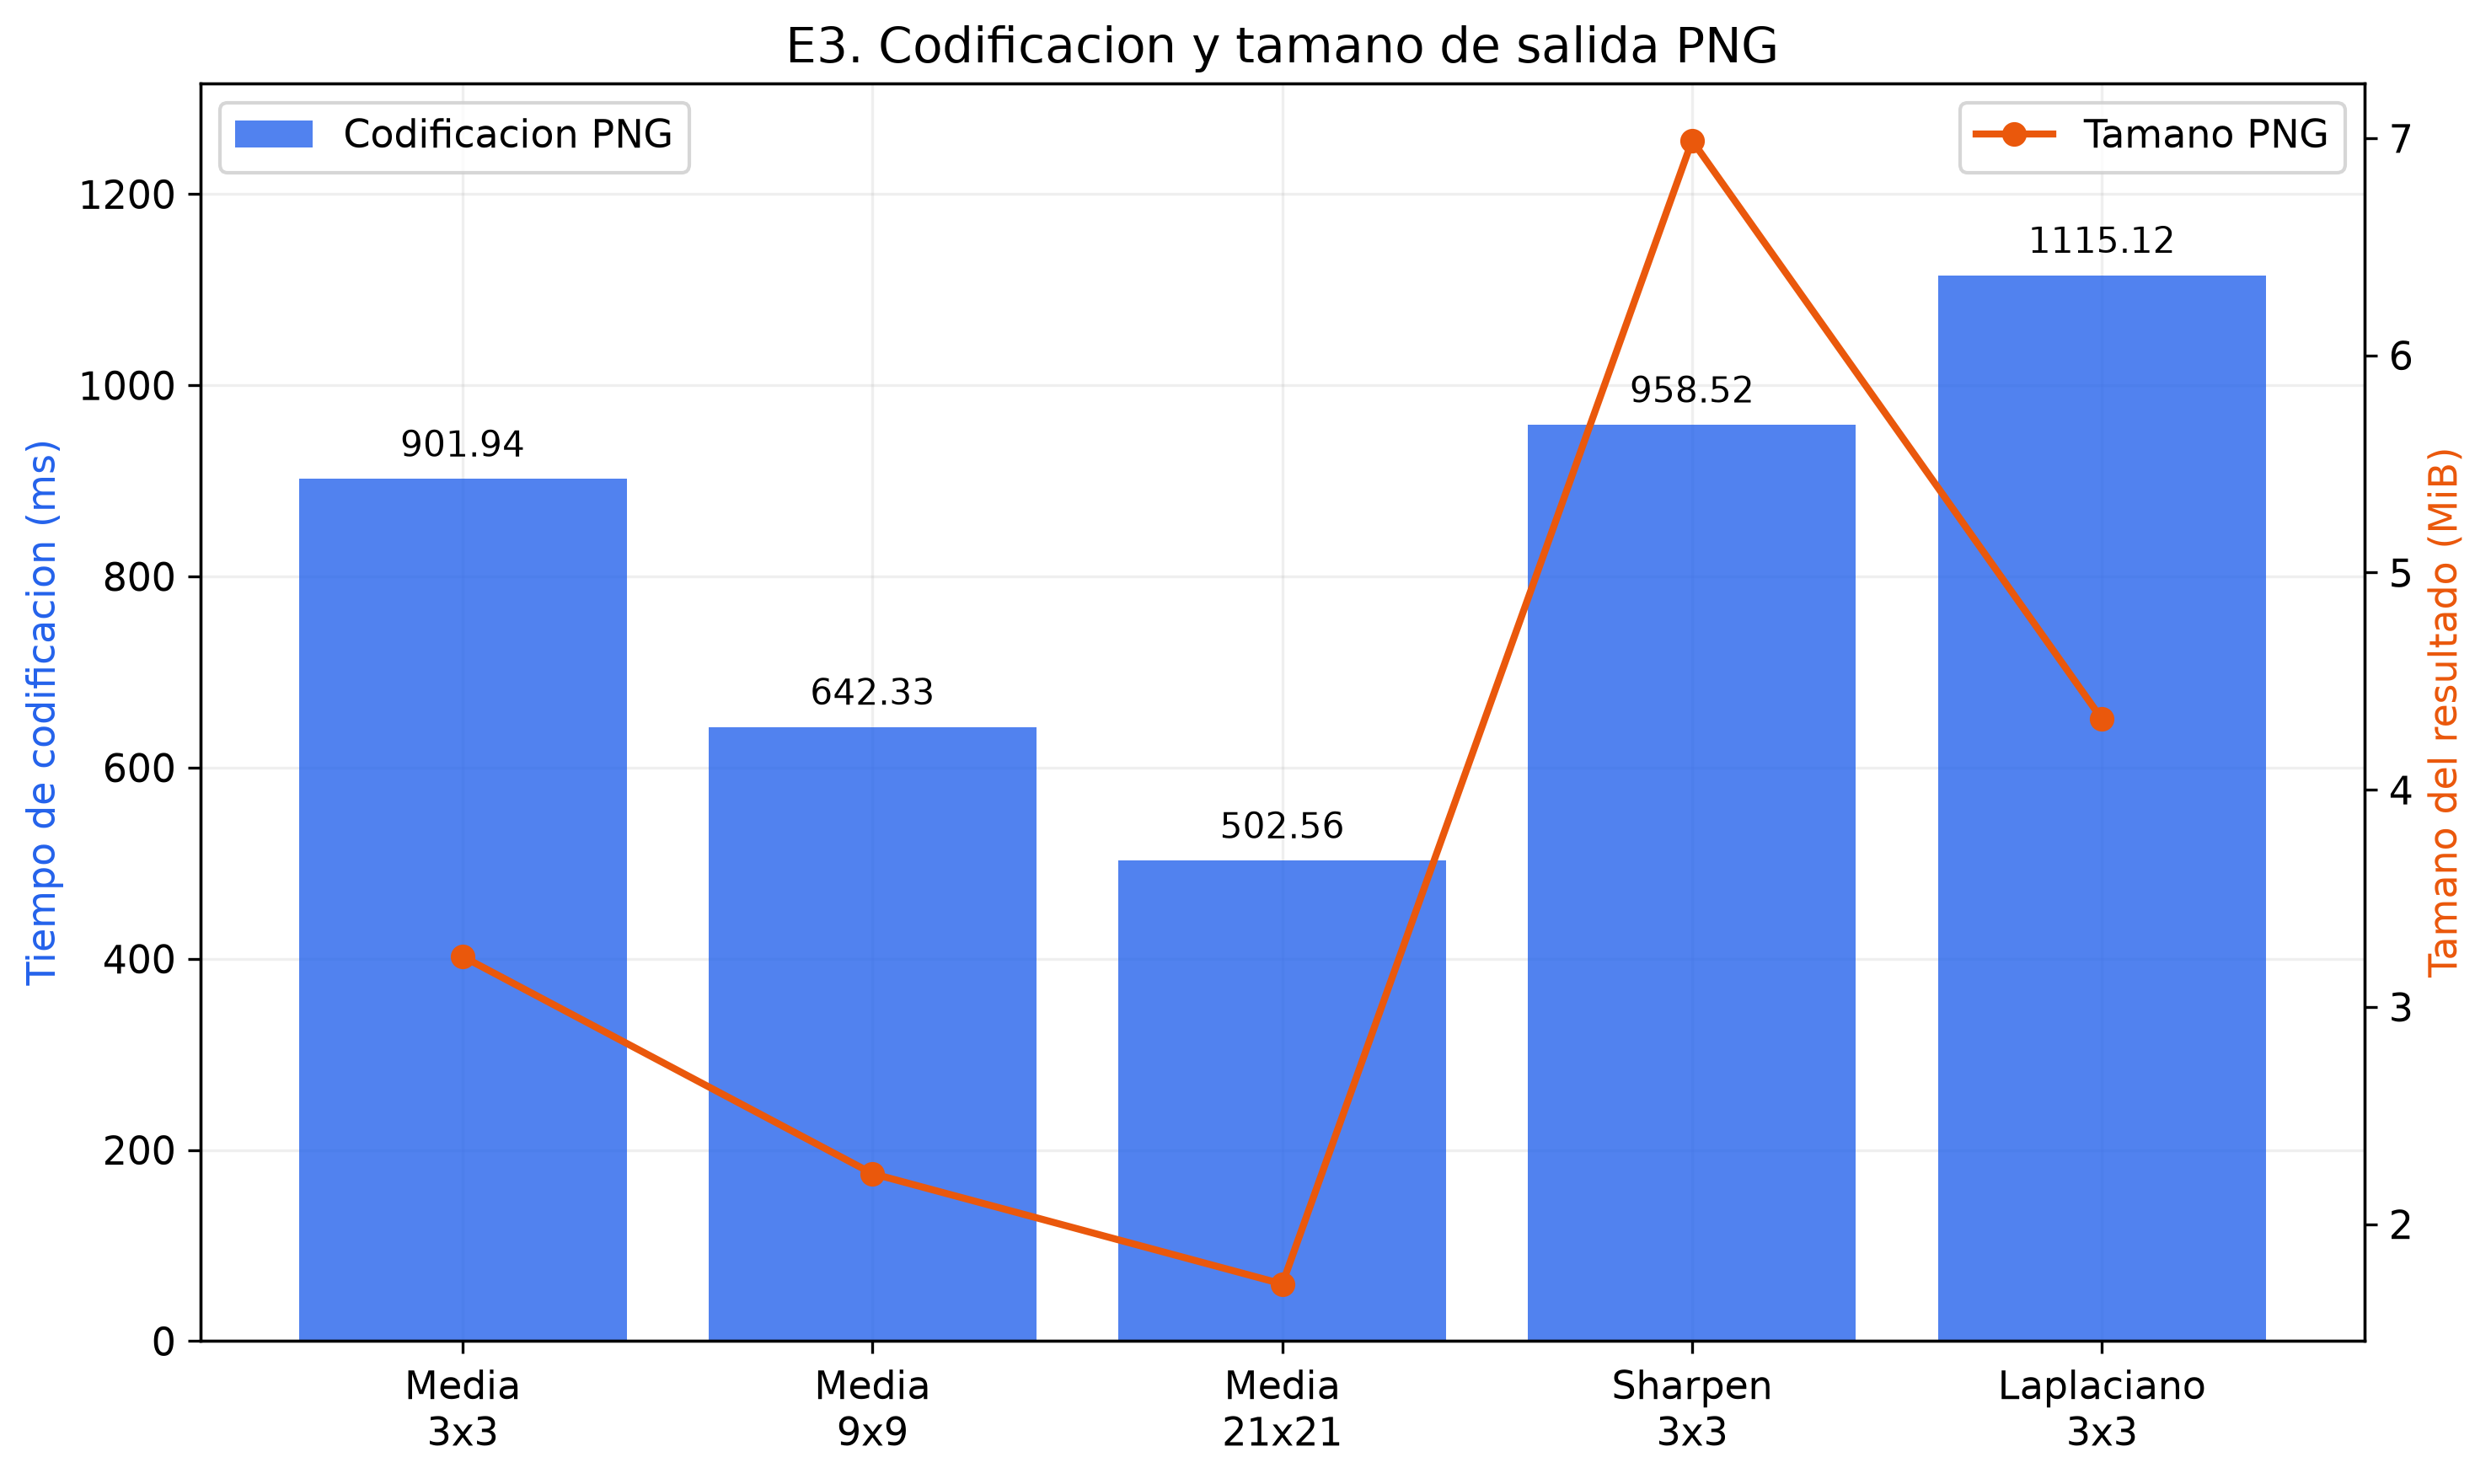 E3. Codificacion y tamano de salida PNG
Codificacion PNG
Tamano PNG
Tiempo de codificacion (ms)
1200
1000
800
600
400
200
0
901.94
642.33
502.56
958.52
1115.12
7
6
5
4
3
2
Tamano del resultado (MiB)
Media
3x3
Media
9x9
Media
21x21
Sharpen
3x3
Laplaciano
3x3